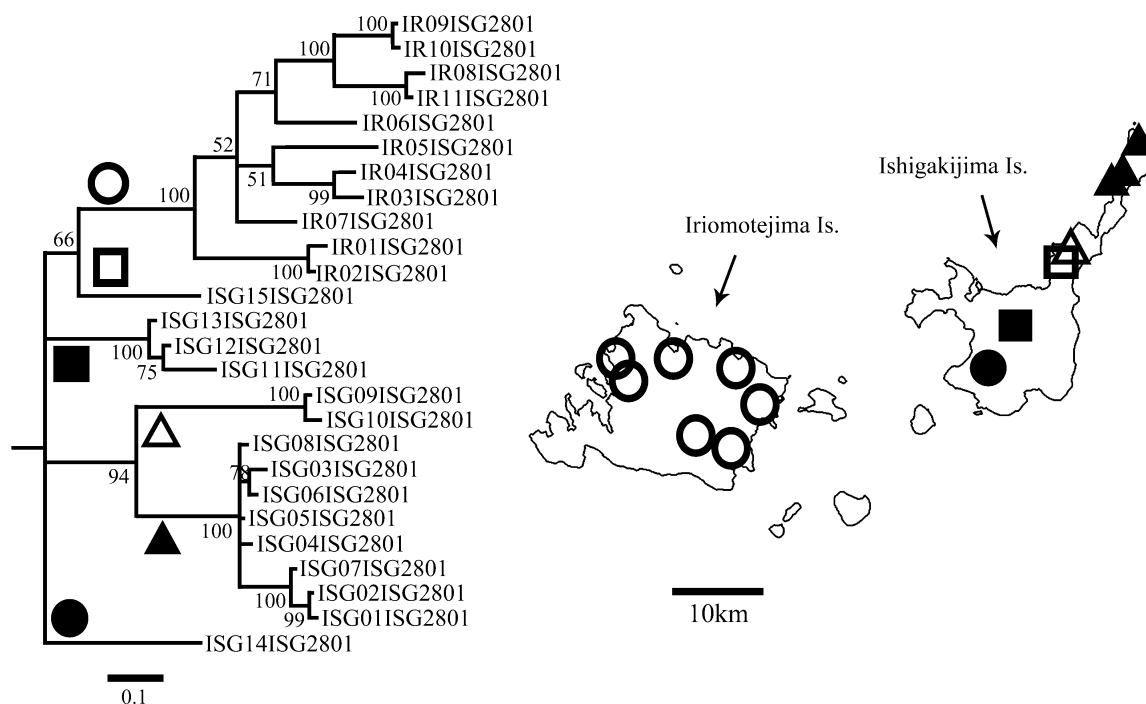 100
IR09ISG2801
IR10ISG2801
100
IR08ISG2801
71
100
IR11ISG2801
IR06ISG2801
52
IR05ISG2801
IR04ISG2801
51
99
IR03ISG2801
100
IR07ISG2801
66
IR01ISG2801
100
IR02ISG2801
ISG15ISG2801
ISG13ISG2801
100
ISG12ISG2801
75
ISG11ISG2801
100
ISG09ISG2801
ISG10ISG2801
ISG08ISG2801
94
78
ISG03ISG2801
ISG06ISG2801
ISG05ISG2801
100
ISG04ISG2801
ISG07ISG2801
100
ISG02ISG2801
99
ISG01ISG2801
ISG14ISG2801
0.1
Iriomotejima Is.
Ishigakijima Is.
10km